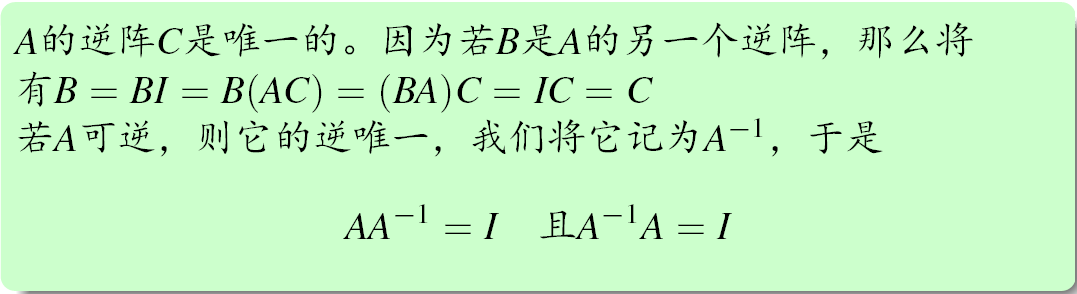 A的逆阵C是唯一的。因为若B是A的另一个逆阵，那么将
有B = BI = B(AC) = (BA)C = IC = C
若A可逆，则它的逆唯一，我们将它记为A⁻¹，于是
AA⁻¹ = I 且A⁻¹A = I